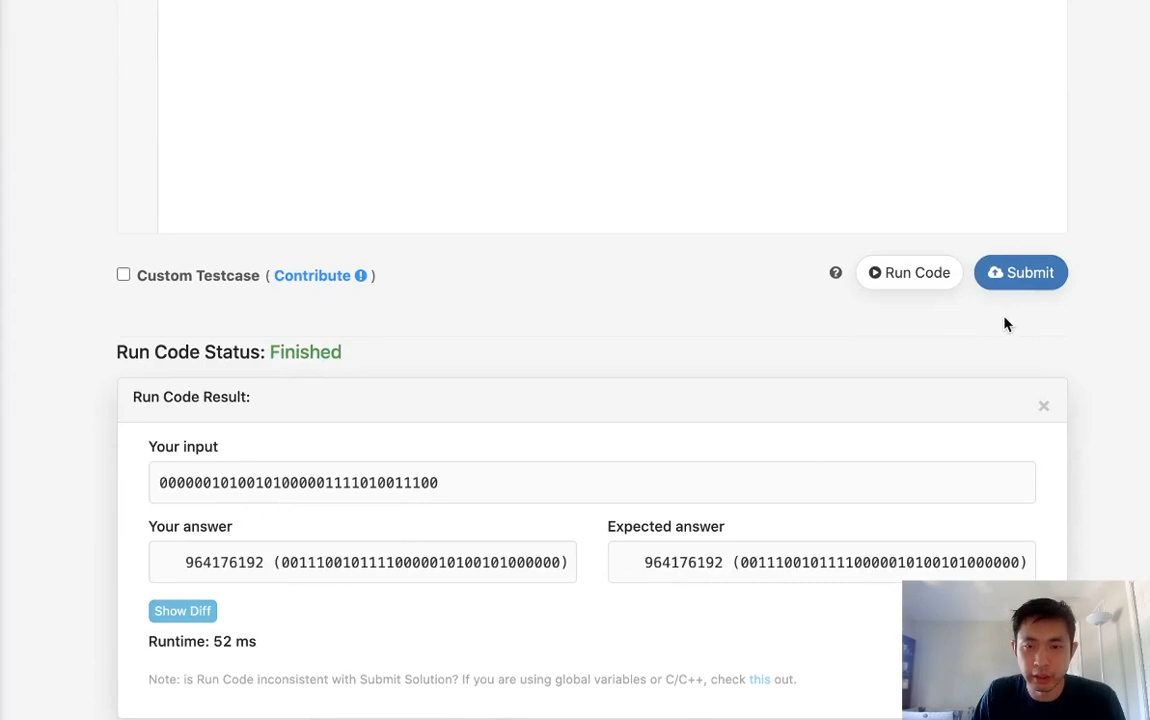 Custom Testcase ( Contribute )
Run Code
Submit
Run Code Status: Finished
Run Code Result:
×
Your input
00000010100101000001111010011100
Your answer
Expected answer
964176192 (00111001011110000010100101000000)
964176192 (00111001011110000010100101000000)
Show Diff
Runtime: 52 ms
Note: is Run Code inconsistent with Submit Solution? If you are using global variables or C/C++, check this out.